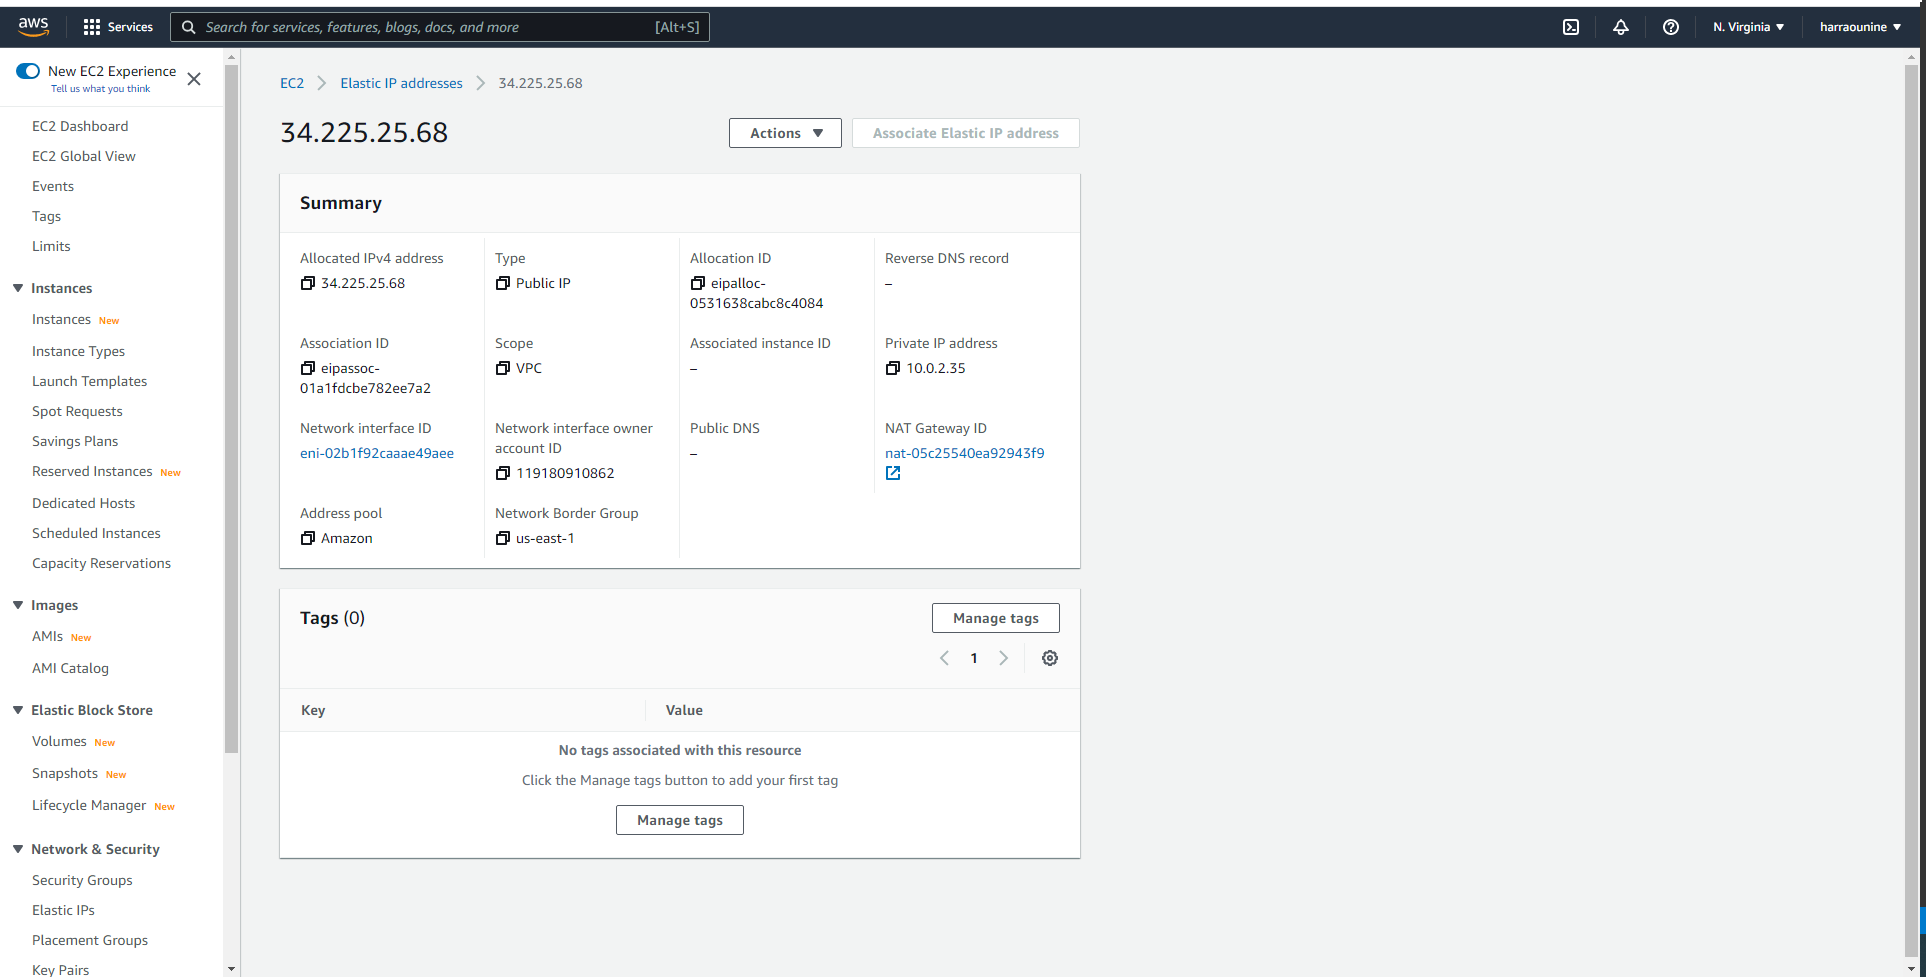 aws
Services
Search for services, features, blogs, docs, and more
[Alt+S]
N. Virginia
harraounine
New EC2 Experience
Tell us what you think
EC2 Dashboard
EC2 Global View
Events
Tags
Limits
Instances
Instances New
Instance Types
Launch Templates
Spot Requests
Savings Plans
Reserved Instances New
Dedicated Hosts
Scheduled Instances
Capacity Reservations
Images
AMIs New
AMI Catalog
Elastic Block Store
Volumes New
Snapshots New
Lifecycle Manager New
Network & Security
Security Groups
Elastic IPs
Placement Groups
Key Pairs
EC2 > Elastic IP addresses > 34.225.25.68
34.225.25.68
Actions
Associate Elastic IP address
Summary
Allocated IPv4 address
34.225.25.68
Type
Public IP
Allocation ID
eipalloc-
0531638cabc8c4084
Reverse DNS record
–
Association ID
eipassoc-
01a1fdcbe782ee7a2
Scope
VPC
Associated instance ID
–
Private IP address
10.0.2.35
Network interface ID
eni-02b1f92caaae49aee
Network interface owner
account ID
119180910862
Public DNS
–
NAT Gateway ID
nat-05c25540ea92943f9
Address pool
Amazon
Network Border Group
us-east-1
Tags (0)
Manage tags
1
Key
Value
No tags associated with this resource
Click the Manage tags button to add your first tag
Manage tags